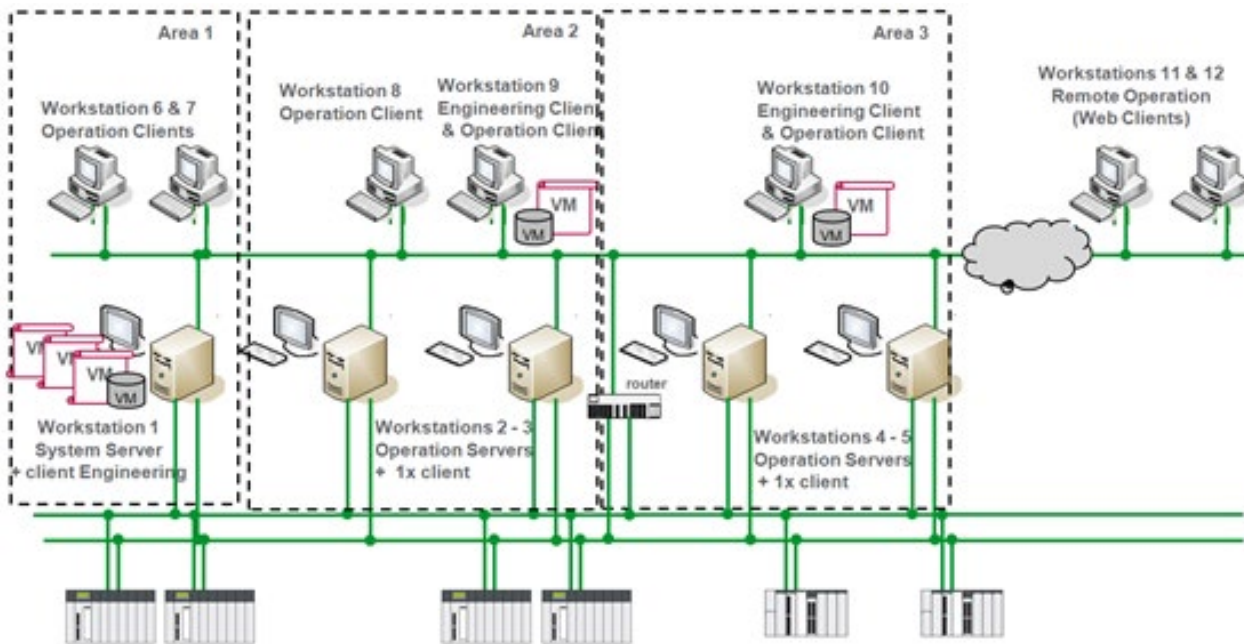 Area 1
Area 2
Area 3
Workstation 6 & 7
Operation Clients
Workstation 8
Operation Client
Workstation 9
Engineering Client
& Operation Client
Workstation 10
Engineering Client
& Operation Client
Workstations 11 & 12
Remote Operation
(Web Clients)
VM
VM
VM
VM
VM
VM
VM
VM
router
Workstation 1
System Server
+ client Engineering
Workstations 2 - 3
Operation Servers
+ 1x client
Workstations 4 - 5
Operation Servers
+ 1x client